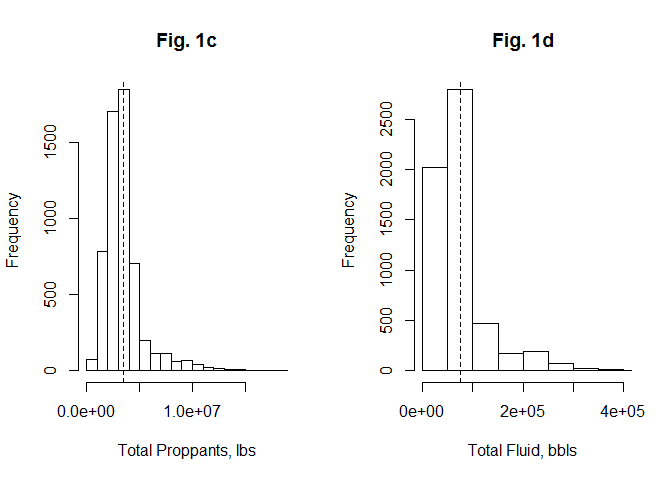 Fig. 1c
Frequency
0
500
1000
1500
0.0e+00
1.0e+07
Total Proppants, lbs
Fig. 1d
Frequency
0
500
1000
1500
2000
2500
0e+00
2e+05
4e+05
Total Fluid, bbls